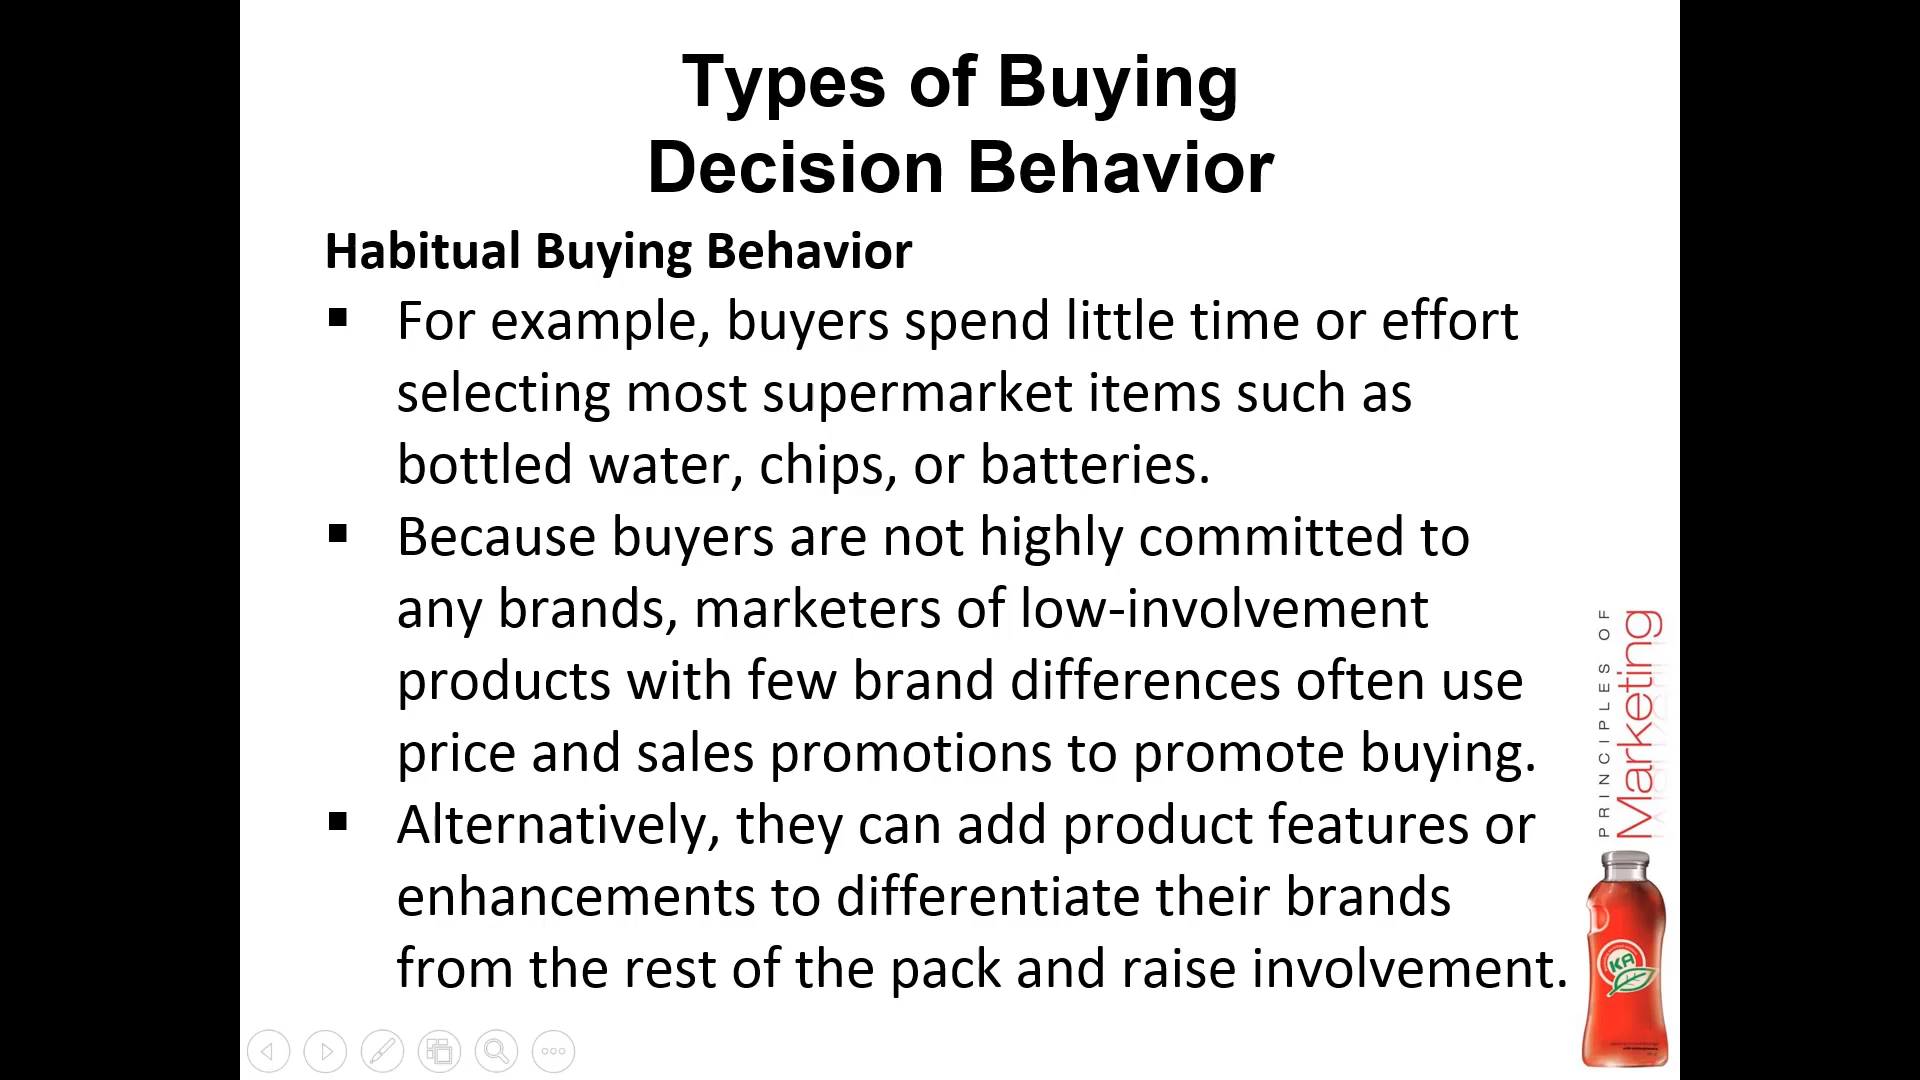 Types of Buying
Decision Behavior
Habitual Buying Behavior
▪ For example, buyers spend little time or effort
selecting most supermarket items such as
bottled water, chips, or batteries.
▪ Because buyers are not highly committed to
any brands, marketers of low-involvement
products with few brand differences often use
price and sales promotions to promote buying.
▪ Alternatively, they can add product features or
enhancements to differentiate their brands
from the rest of the pack and raise involvement.
PRINCIPLES OF
Marketing
KA